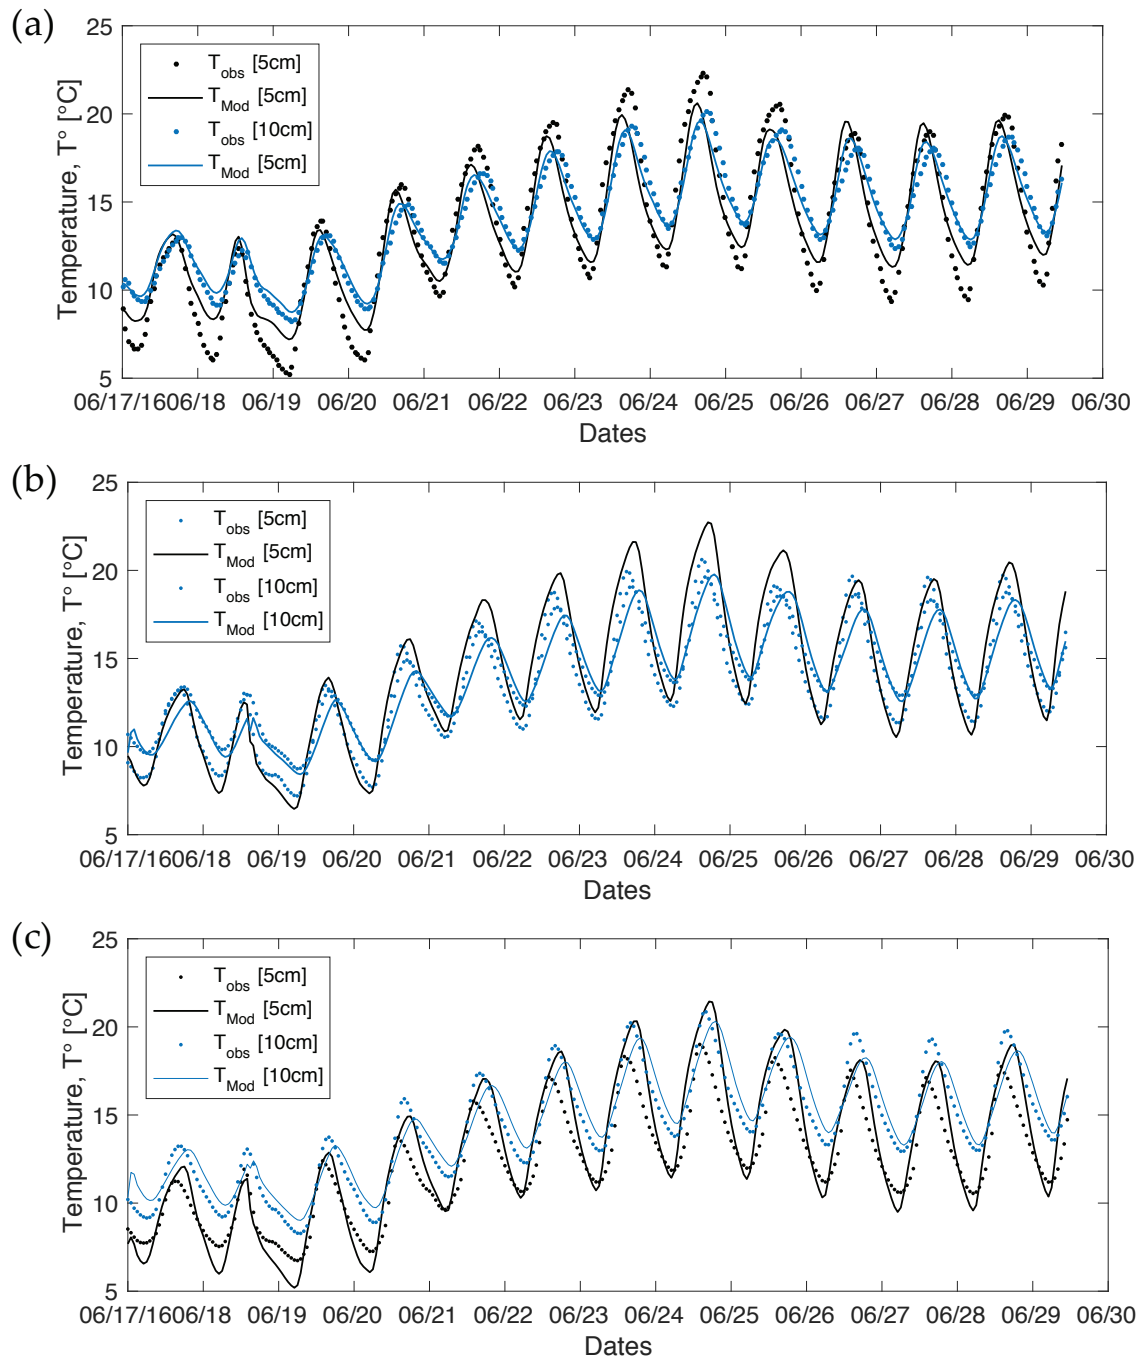 (a)
25
20
15
10
5
Temperature, T° [°C]
T_obs [5cm]
T_Mod [5cm]
T_obs [10cm]
T_Mod [5cm]
06/17/16 06/18 06/19 06/20 06/21 06/22 06/23 06/24 06/25 06/26 06/27 06/28 06/29 06/30
Dates
(b)
25
20
15
10
5
Temperature, T° [°C]
T_obs [5cm]
T_Mod [5cm]
T_obs [10cm]
T_Mod [10cm]
06/17/16 06/18 06/19 06/20 06/21 06/22 06/23 06/24 06/25 06/26 06/27 06/28 06/29 06/30
Dates
(c)
25
20
15
10
5
Temperature, T° [°C]
T_obs [5cm]
T_Mod [5cm]
T_obs [10cm]
T_Mod [10cm]
06/17/16 06/18 06/19 06/20 06/21 06/22 06/23 06/24 06/25 06/26 06/27 06/28 06/29 06/30
Dates